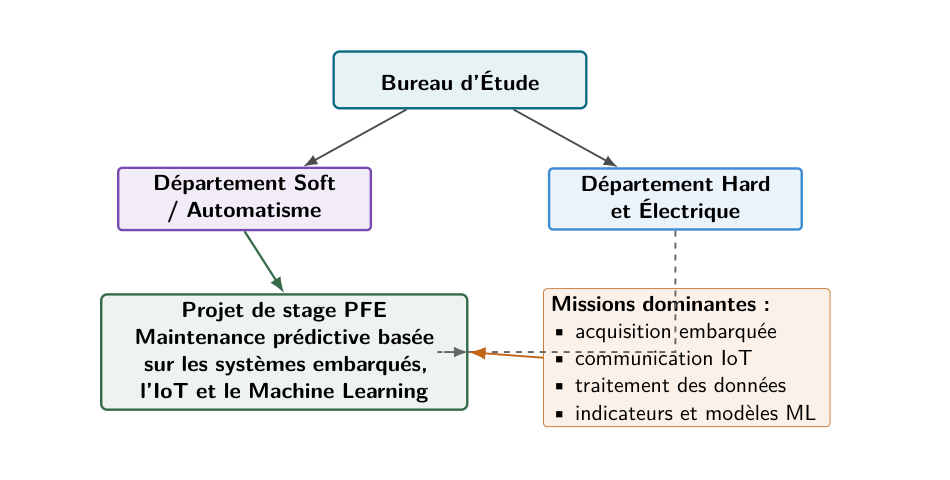 Bureau d'Étude
Département Soft
/ Automatisme
Département Hard
et Électrique
Projet de stage PFE
Maintenance prédictive basée
sur les systèmes embarqués,
l'IoT et le Machine Learning
Missions dominantes :
▪ acquisition embarquée
▪ communication IoT
▪ traitement des données
▪ indicateurs et modèles ML